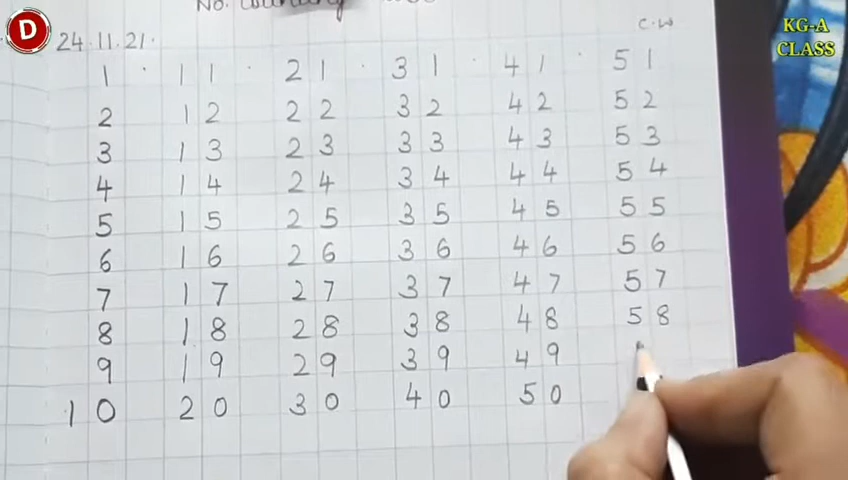 D
KG-A
CLASS
No.
C.W
24.11.21.
1 11 21 31 41 51
2 12 22 32 42 52
3 13 23 33 43 53
4 14 24 34 44 54
5 15 25 35 45 55
6 16 26 36 46 56
7 17 27 37 47 57
8 18 28 38 48 58
9 19 29 39 49
10 20 30 40 50